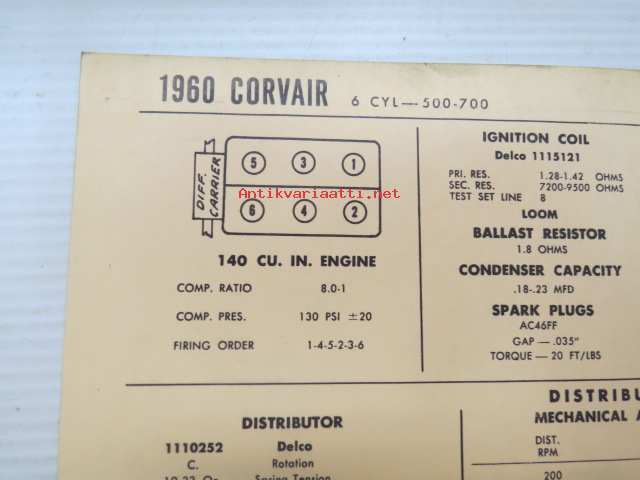 1960 CORVAIR 6 CYL—500-700
DIFF. CARRIER
5 3 1
6 4 2
Antikvariaatti.net
140 CU. IN. ENGINE
COMP. RATIO 8.0-1
COMP. PRES. 130 PSI ±20
FIRING ORDER 1-4-5-2-3-6
IGNITION COIL
Delco 1115121
PRI. RES. 1.28-1.42 OHMS
SEC. RES. 7200-9500 OHMS
TEST SET LINE 8
LOOM
BALLAST RESISTOR
1.8 OHMS
CONDENSER CAPACITY
.18-.23 MFD
SPARK PLUGS
AC46FF
GAP — .035"
TORQUE — 20 FT/LBS
DISTRIBUTOR
1110252 Delco
C. Rotation
Spring Tension
DISTRIBU
MECHANICAL A
DIST.
RPM
200